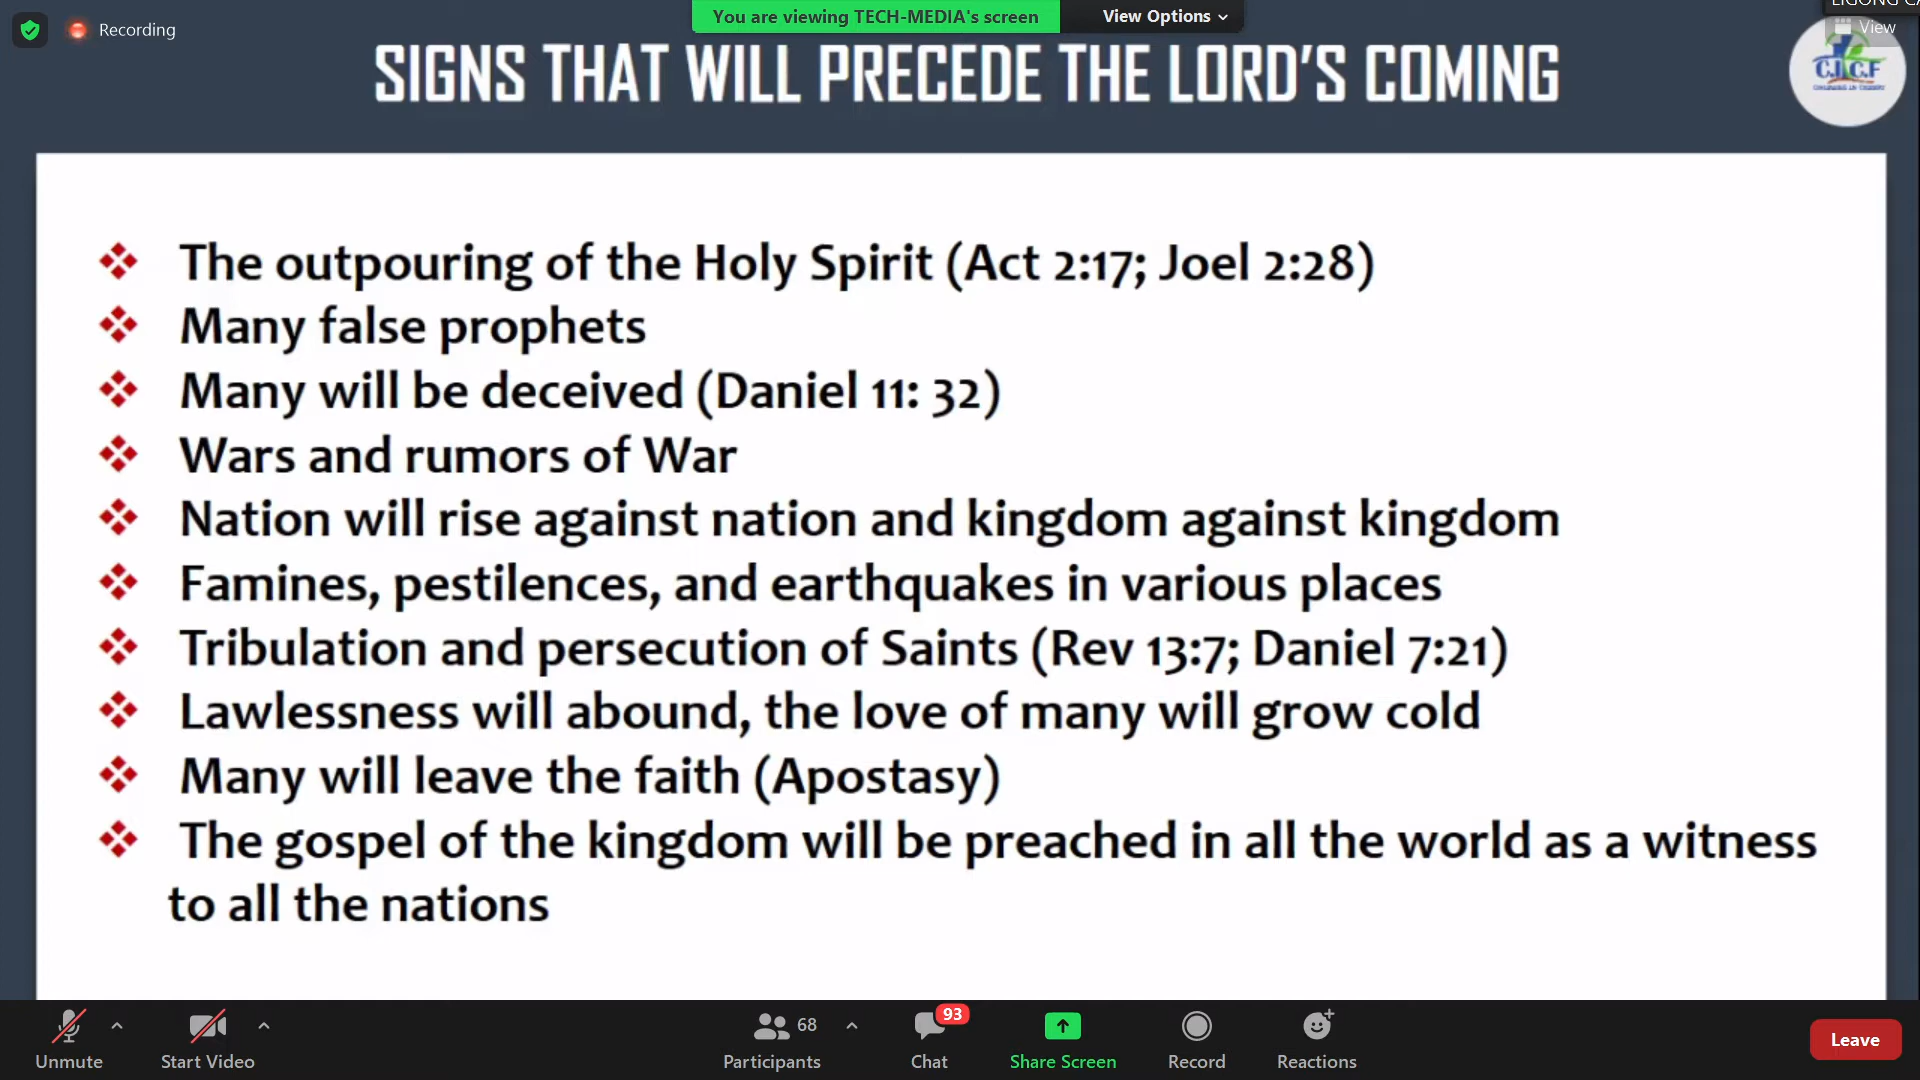 You are viewing TECH-MEDIA's screen
View Options
Recording
View
SIGNS THAT WILL PRECEDE THE LORD'S COMING
C.I.C.F
❖ The outpouring of the Holy Spirit (Act 2:17; Joel 2:28)
❖ Many false prophets
❖ Many will be deceived (Daniel 11: 32)
❖ Wars and rumors of War
❖ Nation will rise against nation and kingdom against kingdom
❖ Famines, pestilences, and earthquakes in various places
❖ Tribulation and persecution of Saints (Rev 13:7; Daniel 7:21)
❖ Lawlessness will abound, the love of many will grow cold
❖ Many will leave the faith (Apostasy)
❖ The gospel of the kingdom will be preached in all the world as a witness
to all the nations
68
93
Unmute
Start Video
Participants
Chat
Share Screen
Record
Reactions
Leave